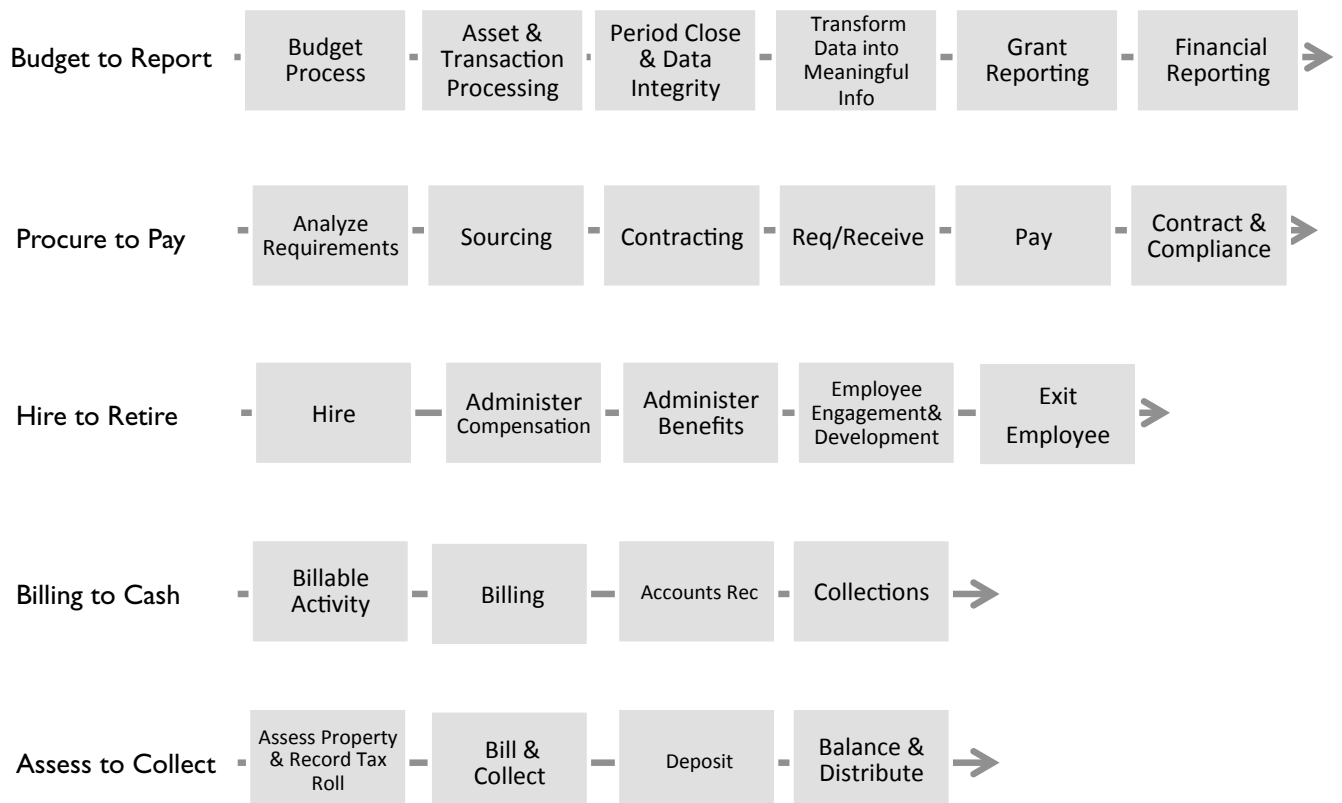 Budget to Report
Budget
Process
Asset &
Transaction
Processing
Period Close
& Data
Integrity
Transform
Data into
Meaningful
Info
Grant
Reporting
Financial
Reporting
Procure to Pay
Analyze
Requirements
Sourcing
Contracting
Req/Receive
Pay
Contract &
Compliance
Hire to Retire
Hire
Administer
Compensation
Administer
Benefits
Employee
Engagement&
Development
Exit
Employee
Billing to Cash
Billable
Activity
Billing
Accounts Rec
Collections
Assess to Collect
Assess Property
& Record Tax
Roll
Bill &
Collect
Deposit
Balance &
Distribute